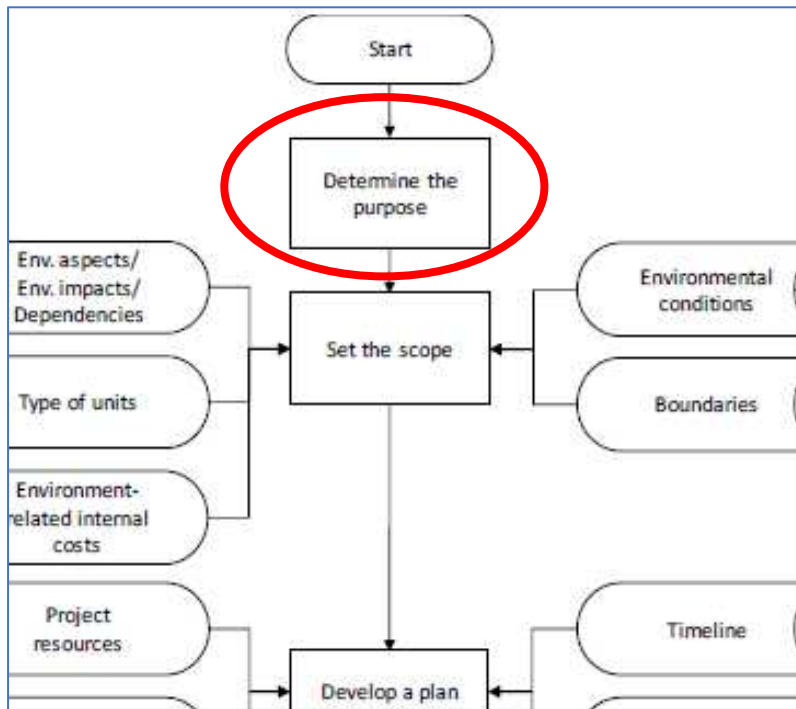 Start
Determine the
purpose
Env. aspects/
Env. impacts/
Dependencies
Environmental
conditions
Set the scope
Type of units
Boundaries
Environment-
related internal
costs
Project
resources
Timeline
Develop a plan